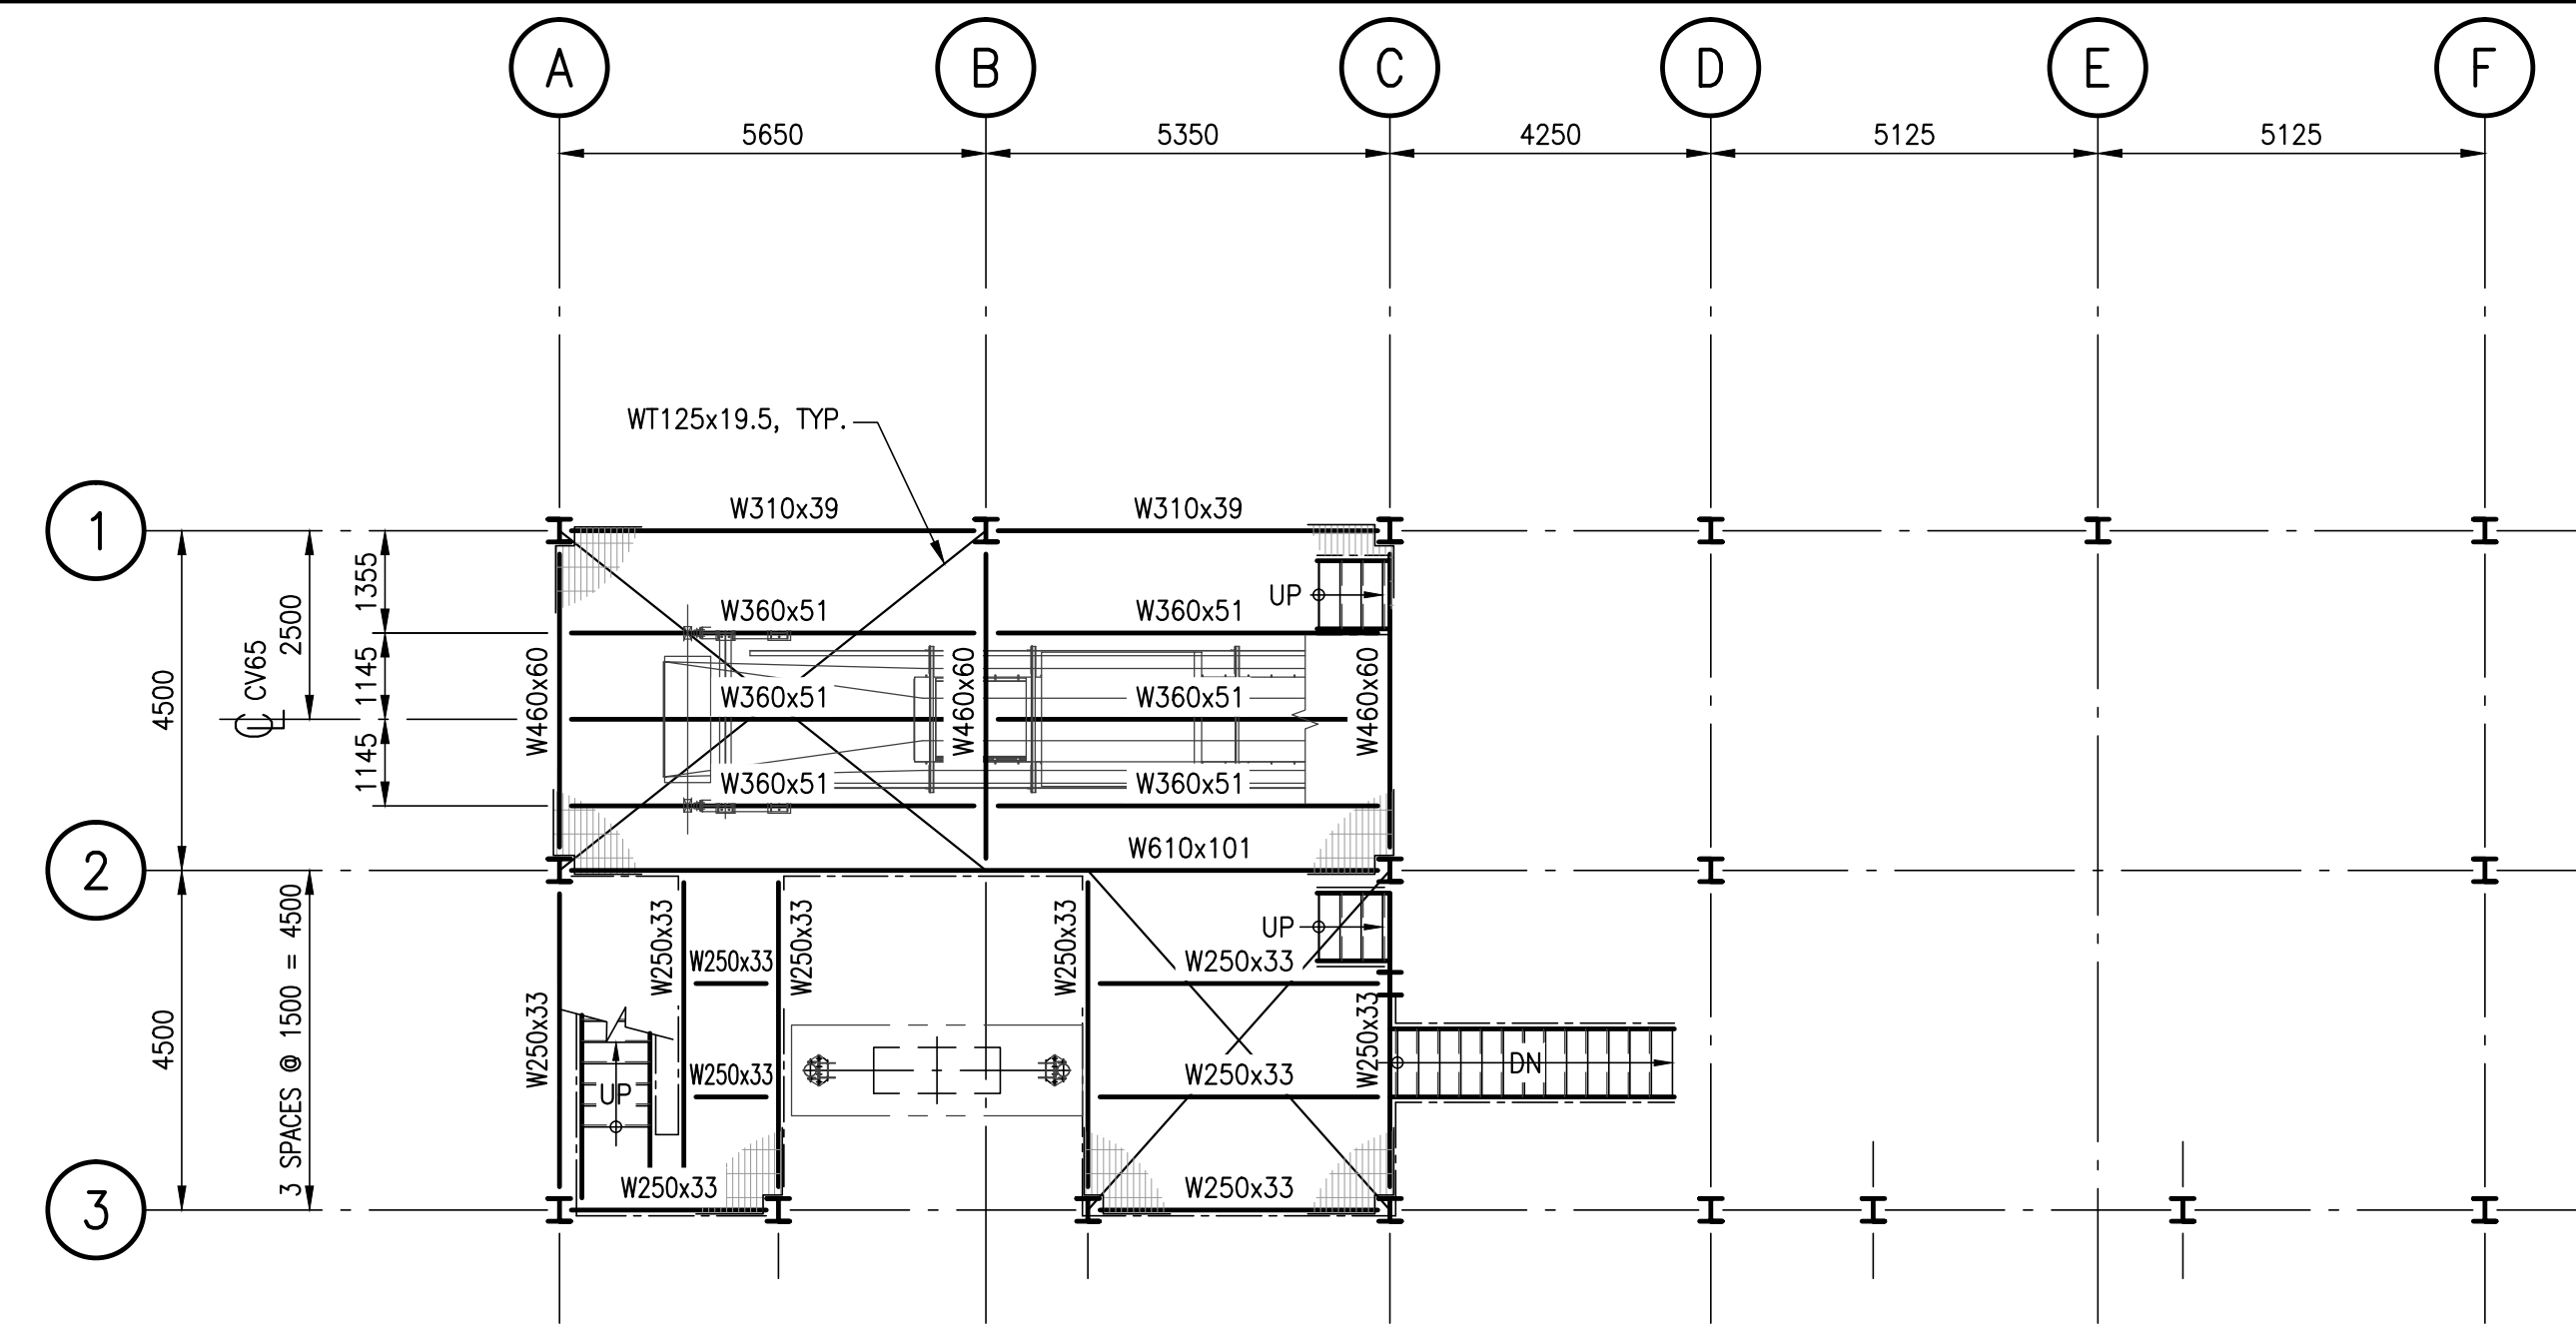 A B C D E F
5650 5350 4250 5125 5125
WT125x19.5, TYP.
1
W310x39 W310x39
1355
2500
W360x51 W360x51
UP
CL CV65
4500
1145
W460x60
W360x51
W460x60
W360x51
W460x60
1145
W360x51 W360x51
2
W610x101
4500
3 SPACES @ 1500 = 4500
W250x33
W250x33
W250x33
W250x33
UP
W250x33
W250x33
W250x33
W250x33
DN
W250x33
W250x33
UP
3
W250x33
W250x33